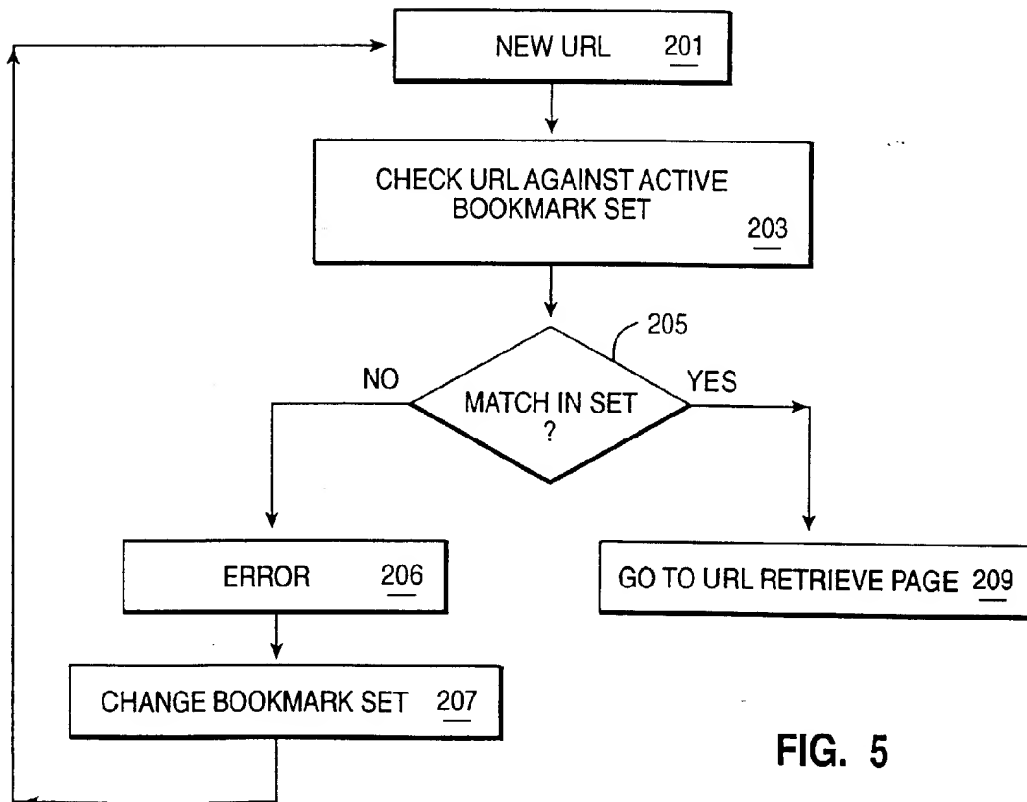 NEW URL 201
CHECK URL AGAINST ACTIVE
BOOKMARK SET
203
205
NO
YES
MATCH IN SET
?
ERROR 206
GO TO URL RETRIEVE PAGE 209
CHANGE BOOKMARK SET 207
FIG. 5